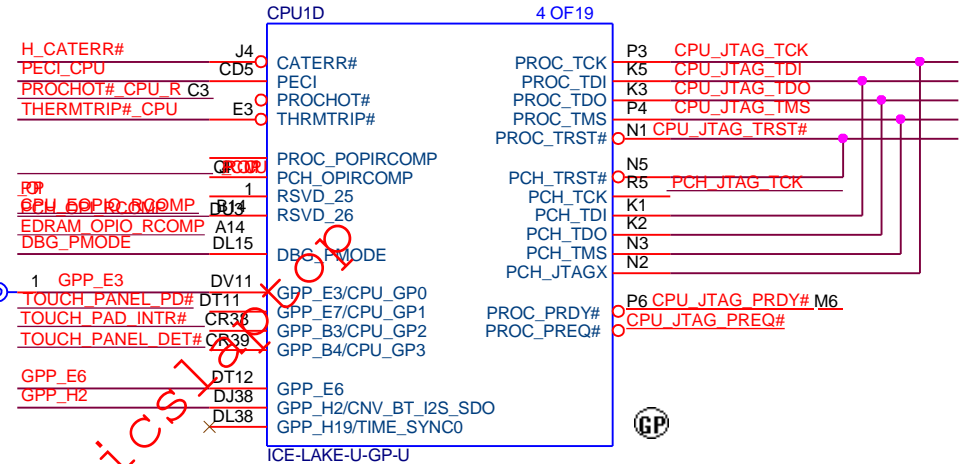 CPU1D 4 OF19
H_CATERR# J4 CATERR#
PECI_CPU CD5 PECI
PROCHOT#_CPU_R C3 PROCHOT#
THERMTRIP#_CPU E3 THRMTRIP#
PROC_POPIRCOMP
PCH_OPIRCOMP
1 RSVD_25
B14 RSVD_26
DU3
EDRAM_OPIO_RCOMP A14
DBG_PMODE DL15 DBG_PMODE
1 GPP_E3 DV11 GPP_E3/CPU_GP0
TOUCH_PANEL_PD# DT11 GPP_E7/CPU_GP1
TOUCH_PAD_INTR# CR38 GPP_B3/CPU_GP2
TOUCH_PANEL_DET# CR39 GPP_B4/CPU_GP3
GPP_E6 DT12 GPP_E6
GPP_H2 DJ38 GPP_H2/CNV_BT_I2S_SDO
DL38 GPP_H19/TIME_SYNC0
PROC_TCK P3 CPU_JTAG_TCK
PROC_TDI K5 CPU_JTAG_TDI
PROC_TDO K3 CPU_JTAG_TDO
PROC_TMS P4 CPU_JTAG_TMS
PROC_TRST# N1 CPU_JTAG_TRST#
PCH_TRST# N5
PCH_TCK R5 PCH_JTAG_TCK
PCH_TDI K1
PCH_TDO K2
PCH_TMS N3
PCH_JTAGX N2
PROC_PRDY# P6 CPU_JTAG_PRDY# M6
PROC_PREQ# CPU_JTAG_PREQ#
GP
ICE-LAKE-U-GP-U